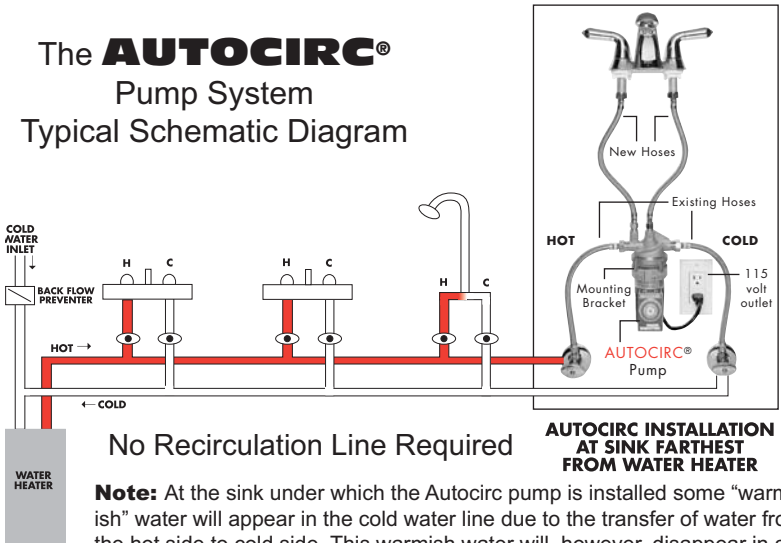 The AUTOCIRC®
Pump System
Typical Schematic Diagram
New Hoses
Existing Hoses
HOT
COLD
Mounting
Bracket
115
volt
outlet
AUTOCIRC®
Pump
COLD
WATER
INLET
H C
H C
H C
BACK FLOW
PREVENTER
HOT →
← COLD
WATER
HEATER
No Recirculation Line Required
AUTOCIRC INSTALLATION
AT SINK FARTHEST
FROM WATER HEATER
Note: At the sink under which the Autocirc pump is installed some “warm-
ish” water will appear in the cold water line due to the transfer of water from
the hot side to cold side. This warmish water will, however, disappear in